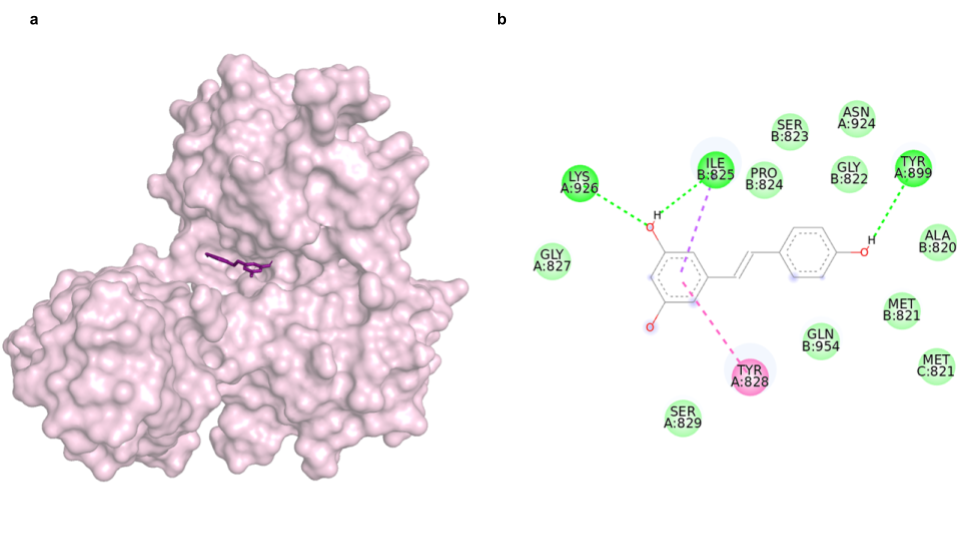 a
b
ASN
A:924
SER
B:823
ILE
B:825
PRO
B:824
GLY
B:822
TYR
A:899
LYS
A:926
H
O
H
O
ALA
B:820
GLY
A:827
MET
B:821
O
GLN
B:954
MET
C:821
TYR
A:828
SER
A:829